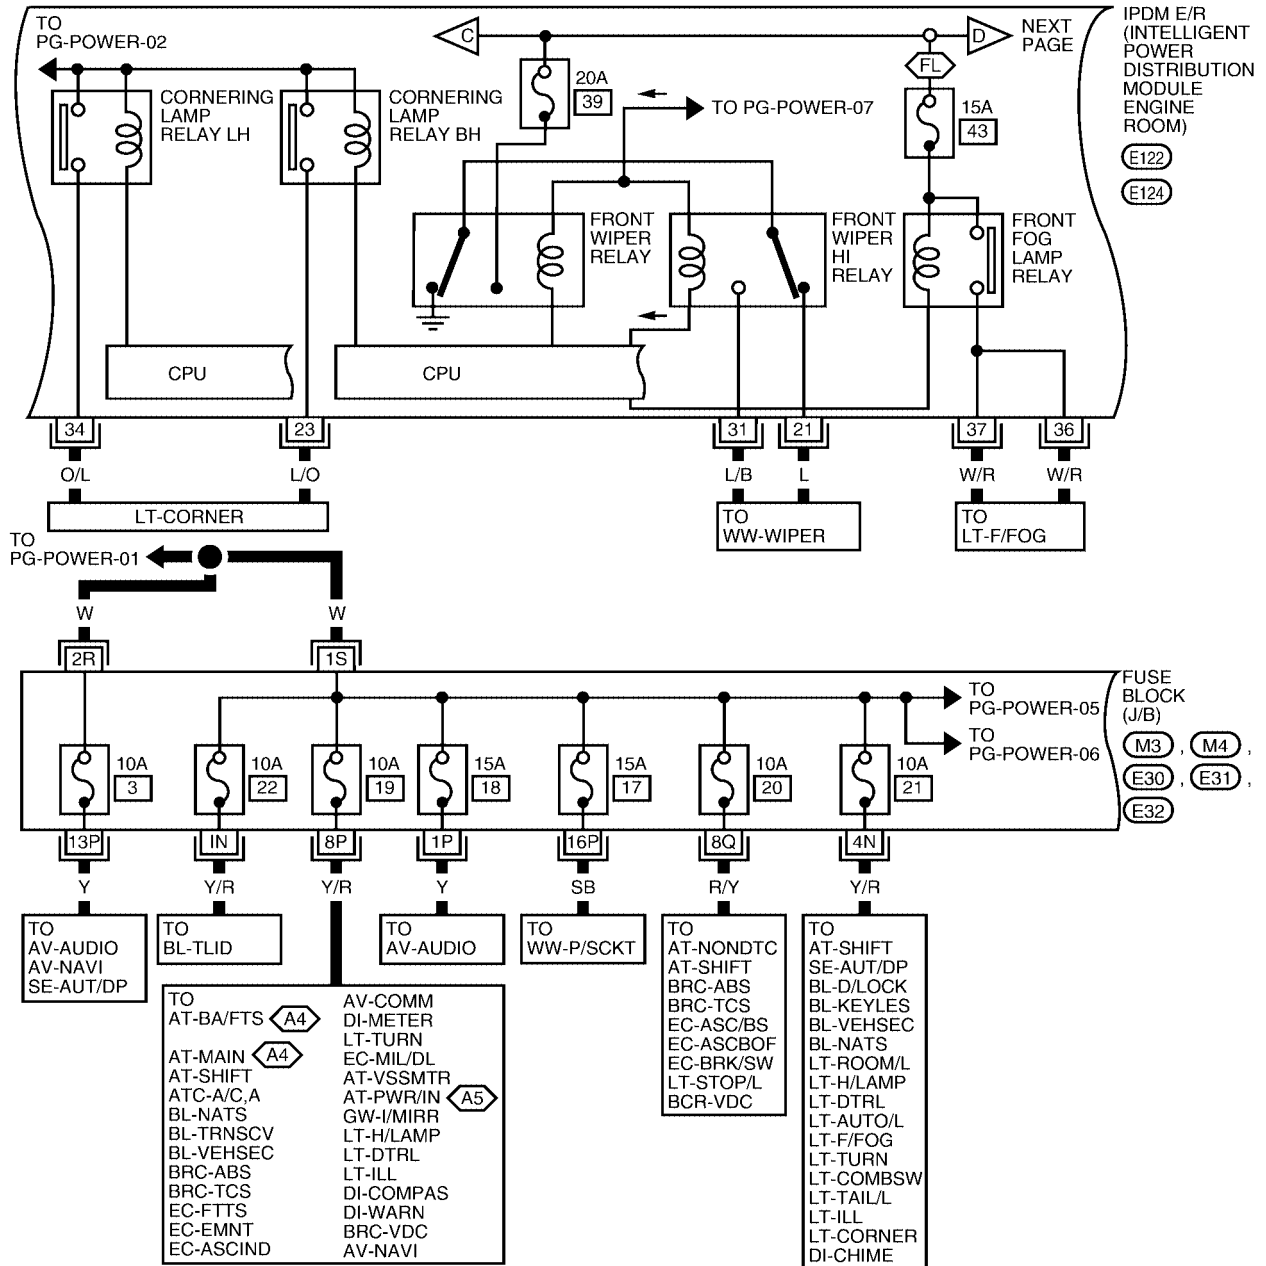 TO
PG-POWER-02
C
D
NEXT
PAGE
FL
IPDM E/R
(INTELLIGENT
POWER
DISTRIBUTION
MODULE
ENGINE
ROOM)
E122
E124
CORNERING
LAMP
RELAY LH
CORNERING
LAMP
RELAY BH
20A
39
TO PG-POWER-07
15A
43
FRONT
WIPER
RELAY
FRONT
WIPER
HI
RELAY
FRONT
FOG
LAMP
RELAY
CPU
CPU
34
23
31
21
37
36
O/L
L/O
L/B
L
W/R
W/R
LT-CORNER
TO
WW-WIPER
TO
LT-F/FOG
TO
PG-POWER-01
W
W
2R
1S
TO
PG-POWER-05
TO
PG-POWER-06
FUSE
BLOCK
(J/B)
M3 , M4 ,
E30 , E31 ,
E32
10A
3
10A
22
10A
19
15A
18
15A
17
10A
20
10A
21
13P
IN
8P
1P
16P
8Q
4N
Y
Y/R
Y/R
Y
SB
R/Y
Y/R
TO
AV-AUDIO
AV-NAVI
SE-AUT/DP
TO
BL-TLID
TO
AT-BA/FTS A4
AT-MAIN A4
AT-SHIFT
ATC-A/C,A
BL-NATS
BL-TRNSCV
BL-VEHSEC
BRC-ABS
BRC-TCS
EC-FTTS
EC-EMNT
EC-ASCIND
AV-COMM
DI-METER
LT-TURN
EC-MIL/DL
AT-VSSMTR
AT-PWR/IN A5
GW-I/MIRR
LT-H/LAMP
LT-DTRL
LT-ILL
DI-COMPAS
DI-WARN
BRC-VDC
AV-NAVI
TO
AV-AUDIO
TO
WW-P/SCKT
TO
AT-NONDTC
AT-SHIFT
BRC-ABS
BRC-TCS
EC-ASC/BS
EC-ASCBOF
EC-BRK/SW
LT-STOP/L
BCR-VDC
TO
AT-SHIFT
SE-AUT/DP
BL-D/LOCK
BL-KEYLES
BL-VEHSEC
BL-NATS
LT-ROOM/L
LT-H/LAMP
LT-DTRL
LT-AUTO/L
LT-F/FOG
LT-TURN
LT-COMBSW
LT-TAIL/L
LT-ILL
LT-CORNER
DI-CHIME